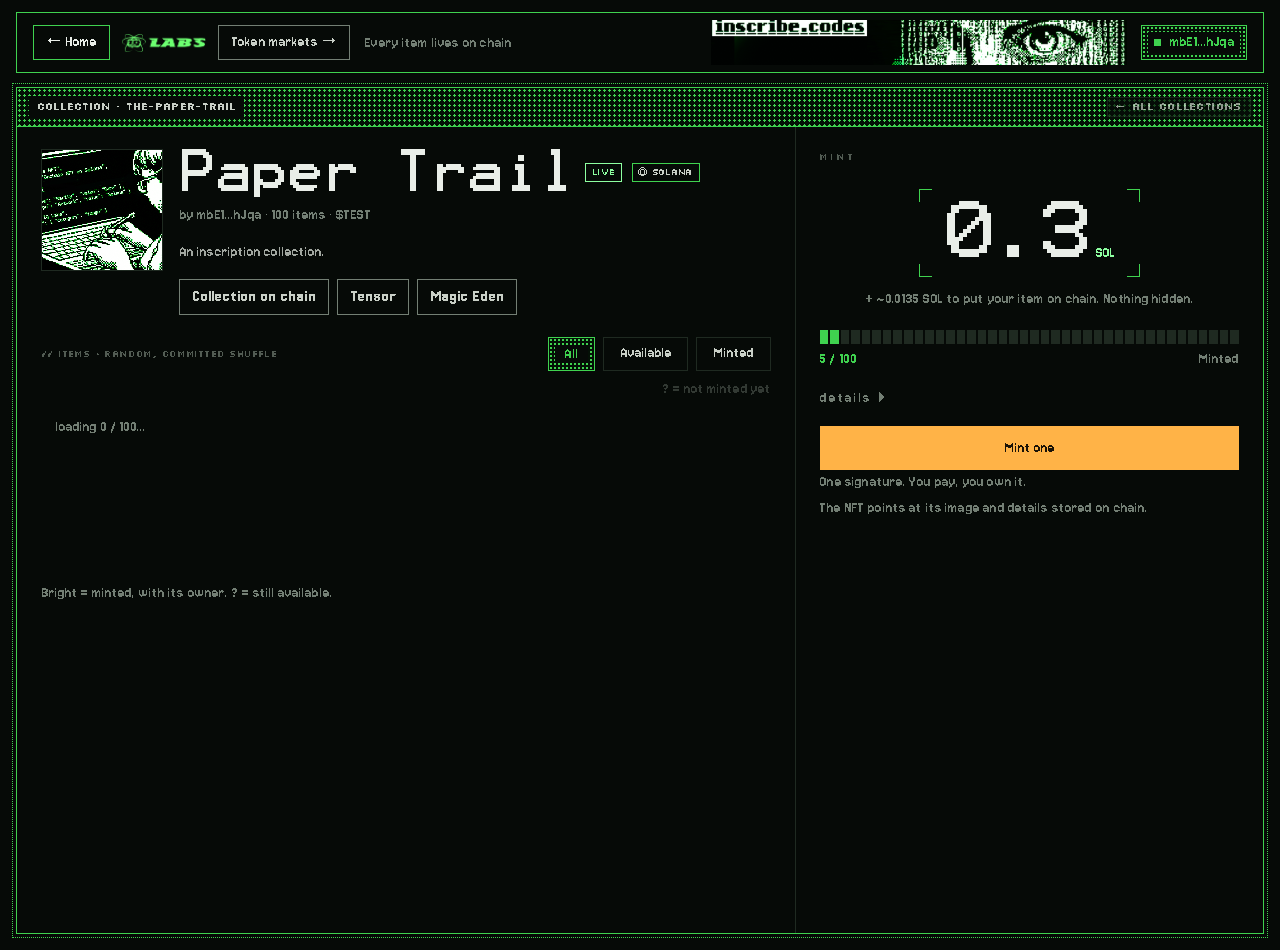 ← Home
LABS
Token markets →
Every item lives on chain
inscribe.codes
mbE1...hJqa
COLLECTION · THE-PAPER-TRAIL
← ALL COLLECTIONS
Paper Trail
LIVE
SOLANA
by mbE1...hJqa · 100 items · $TEST
An inscription collection.
Collection on chain
Tensor
Magic Eden
// ITEMS · RANDOM, COMMITTED SHUFFLE
All
Available
Minted
? = not minted yet
loading 0 / 100...
Bright = minted, with its owner. ? = still available.
MINT
0.3 SOL
+ ~0.0135 SOL to put your item on chain. Nothing hidden.
5 / 100
Minted
details
Mint one
One signature. You pay, you own it.
The NFT points at its image and details stored on chain.